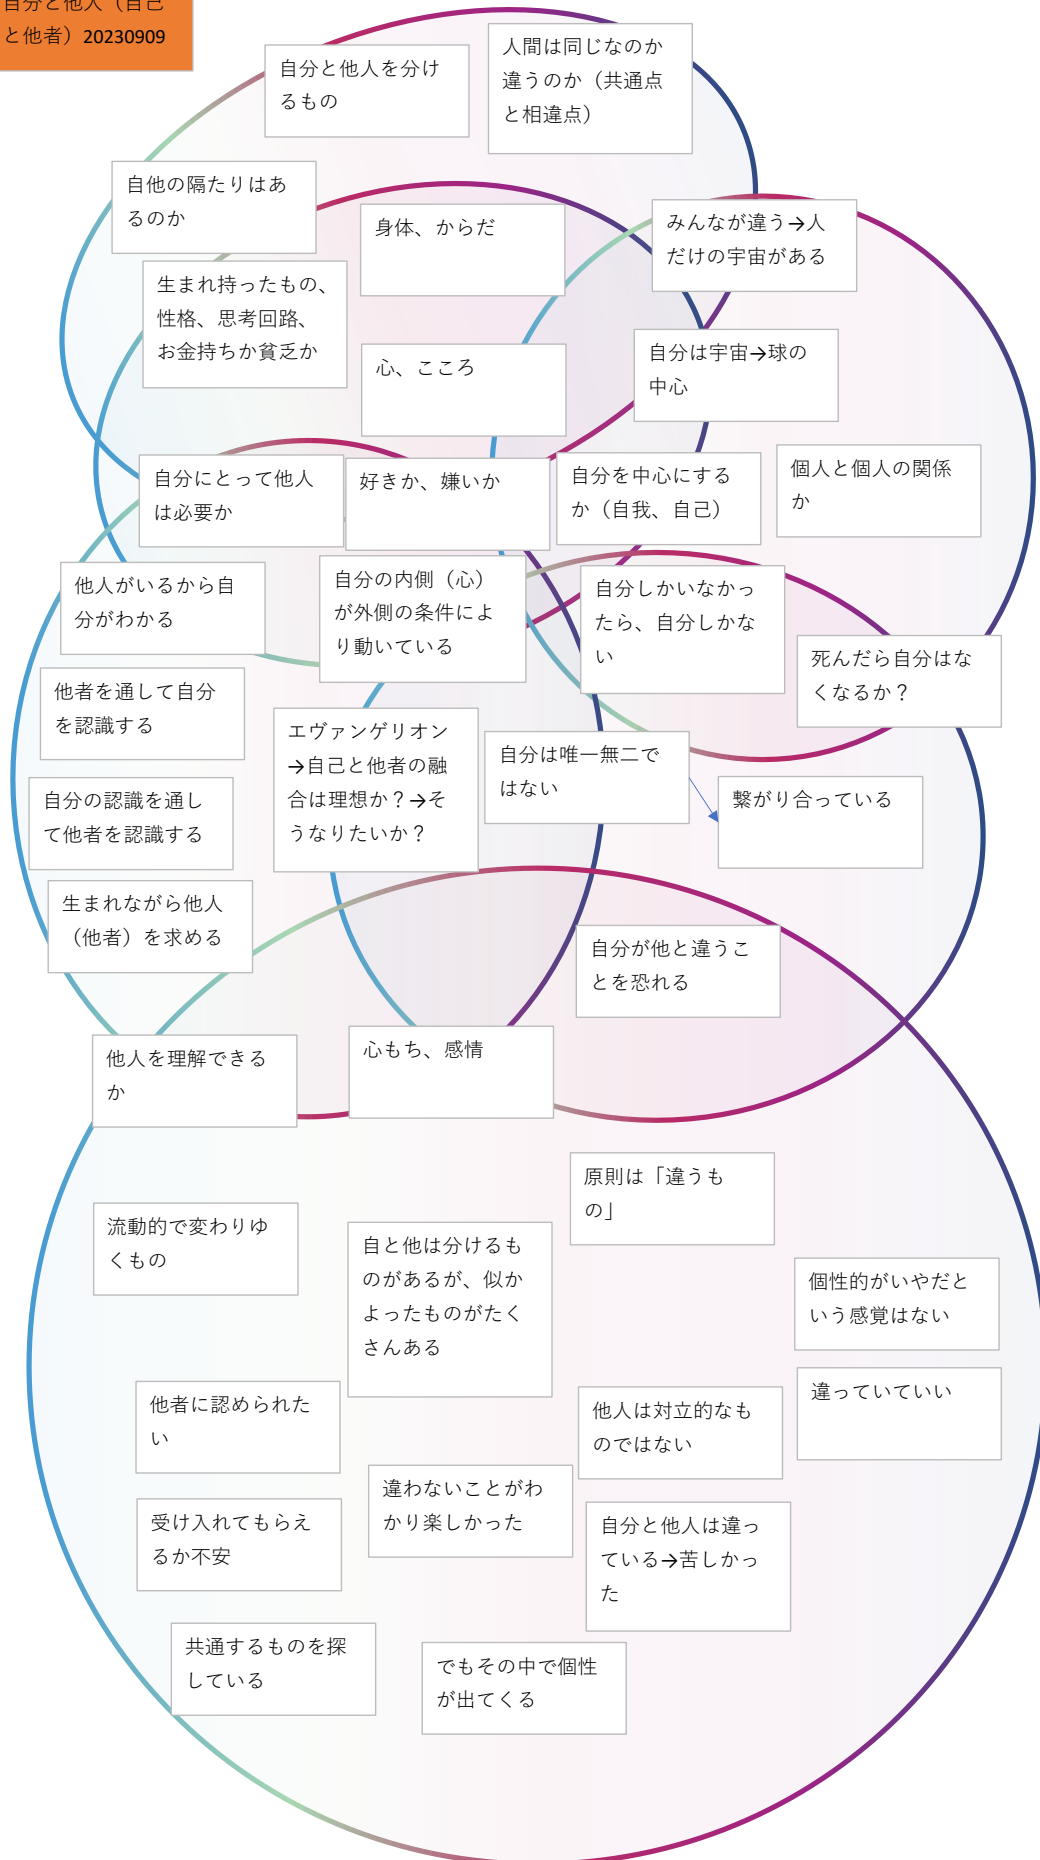 自分と他人（自己
と他者）20230909
自分と他人を分け
るもの
人間は同じなのか
違うのか（共通点
と相違点）
自他の隔たりはあ
るのか
身体、からだ
みんなが違う→人
だけの宇宙がある
生まれ持ったもの、
性格、思考回路、
お金持ちか貧乏か
心、こころ
自分は宇宙→球の
中心
自分にとって他人
は必要か
好きか、嫌いか
自分を中心にする
か（自我、自己）
個人と個人の関係
か
他人がいるから自
分がわかる
自分の内側（心）
が外側の条件によ
り動いている
自分しかいなかっ
たら、自分しかな
い
死んだら自分はな
くなるか？
他者を通して自分
を認識する
エヴァンゲリオン
→自己と他者の融
合は理想か？→そ
うなりたいか？
自分は唯一無二で
はない
繋がり合っている
自分の認識を通し
て他者を認識する
生まれながら他人
（他者）を求める
自分が他と違うこ
とを恐れる
他人を理解できる
か
心もち、感情
原則は「違うも
の」
流動的で変わりゆ
くもの
自と他は分けるも
のがあるが、似か
よったものがたく
さんある
個性的がいやだと
いう感覚はない
他者に認められた
い
他人は対立的なも
のではない
違っていていい
違わないことがわ
かり楽しかった
受け入れてもらえ
るか不安
自分と他人は違っ
ている→苦しかっ
た
共通するものを探
している
でもその中で個性
が出てくる